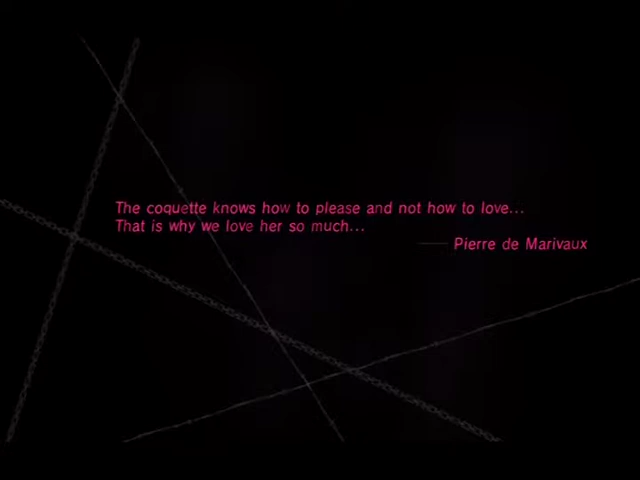 The coquette knows how to please and not how to love...
That is why we love her so much...
—— Pierre de Marivaux